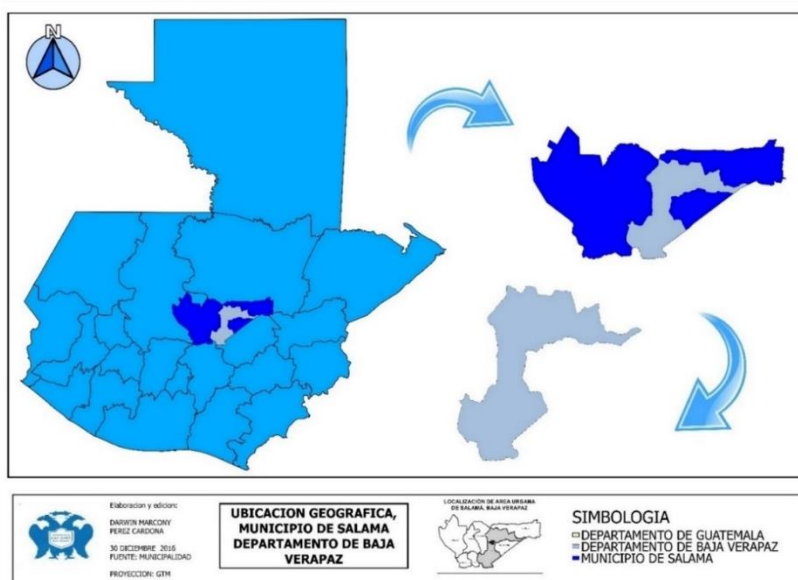 N
Elaboracion y edicion:
DARWIN MARCONY
PEREZ CARDONA
30 DICIEMBRE 2016
FUENTE: MUNICIPALIDAD
PROYECCION: GTM
UBICACION GEOGRAFICA,
MUNICIPIO DE SALAMA
DEPARTAMENTO DE BAJA
VERAPAZ
LOCALIZACIÓN DE AREA URBANA
DE SALAMÁ, BAJA VERAPAZ
SIMBOLOGIA
DEPARTAMENTO DE GUATEMALA
DEPARTAMENTO DE BAJA VERAPAZ
MUNICIPIO DE SALAMA